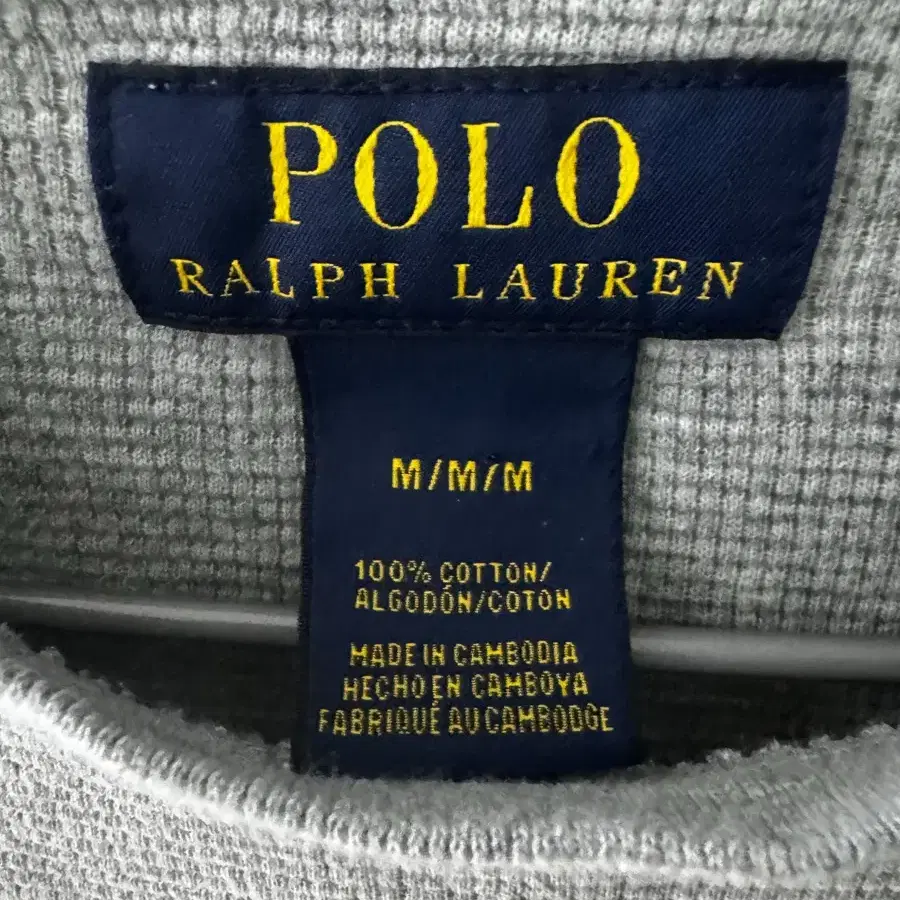 POLO
RALPH LAUREN
M/M/M
100% COTTON/
ALGODÓN/COTON
MADE IN CAMBODIA
HECHO EN CAMBOYA
FABRIQUÉ AU CAMBODGE